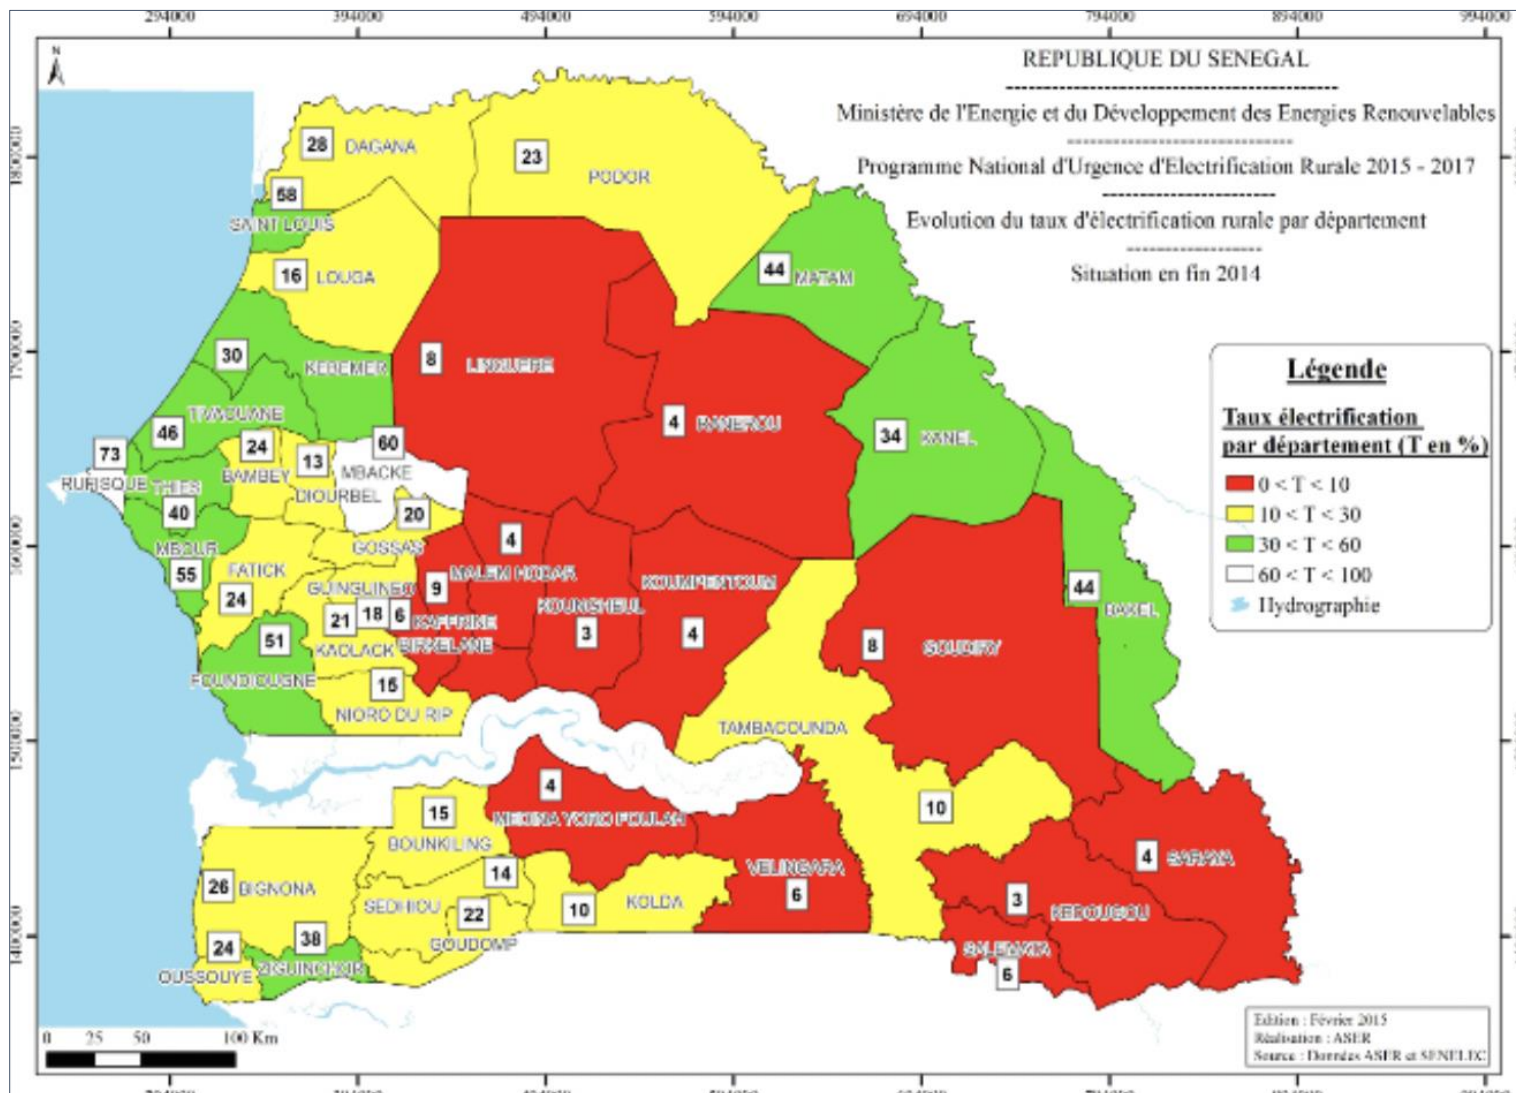 294000 394000 494000 594000 694000 794000 894000 994000
N
REPUBLIQUE DU SENEGAL
Ministère de l'Energie et du Développement des Energies Renouvelables
Programme National d'Urgence d'Electrification Rurale 2015 - 2017
Evolution du taux d'électrification rurale par département
Situation en fin 2014
28 DAGANA
23 PODOR
58
SAINT LOUIS
16 LOUGA
44 MATAM
30 KEBEMER
8 LINGUERE
4 RANEROU
34 KANEL
TIVAOUANE
46
24
BAMBEY
13
DIOURBEL
60
MBACKE
73
RUFISQUE
THIES
40
20
GOSSAS
MBOUR
55
FATICK
24
GUINGUINEO
18
21
KAOLACK
6
BIRKELANE
9
KAFFRINE
4
MALEM HODAR
KOUNGHEUL
3
KOUMPENTOUM
4
44
BAKEL
8 GOUDIRY
51
FOUNDIOUGNE
15
NIORO DU RIP
TAMBACOUNDA
10
4
MEDINA YORO FOULAH
15
BOUNKILING
VELINGARA
6
4 SARAYA
26 BIGNONA
14
SEDHIOU
22
GOUDOMP
10 KOLDA
3
KEDOUGOU
24
OUSSOUYE
38
ZIGUINCHOR
SALEMATA
6
Légende
Taux électrification
par département (T en %)
0 < T < 10
10 < T < 30
30 < T < 60
60 < T < 100
Hydrographie
0 25 50 100 Km
Edition : Février 2015
Réalisation : ASER
Source : Données ASER et SENELEC